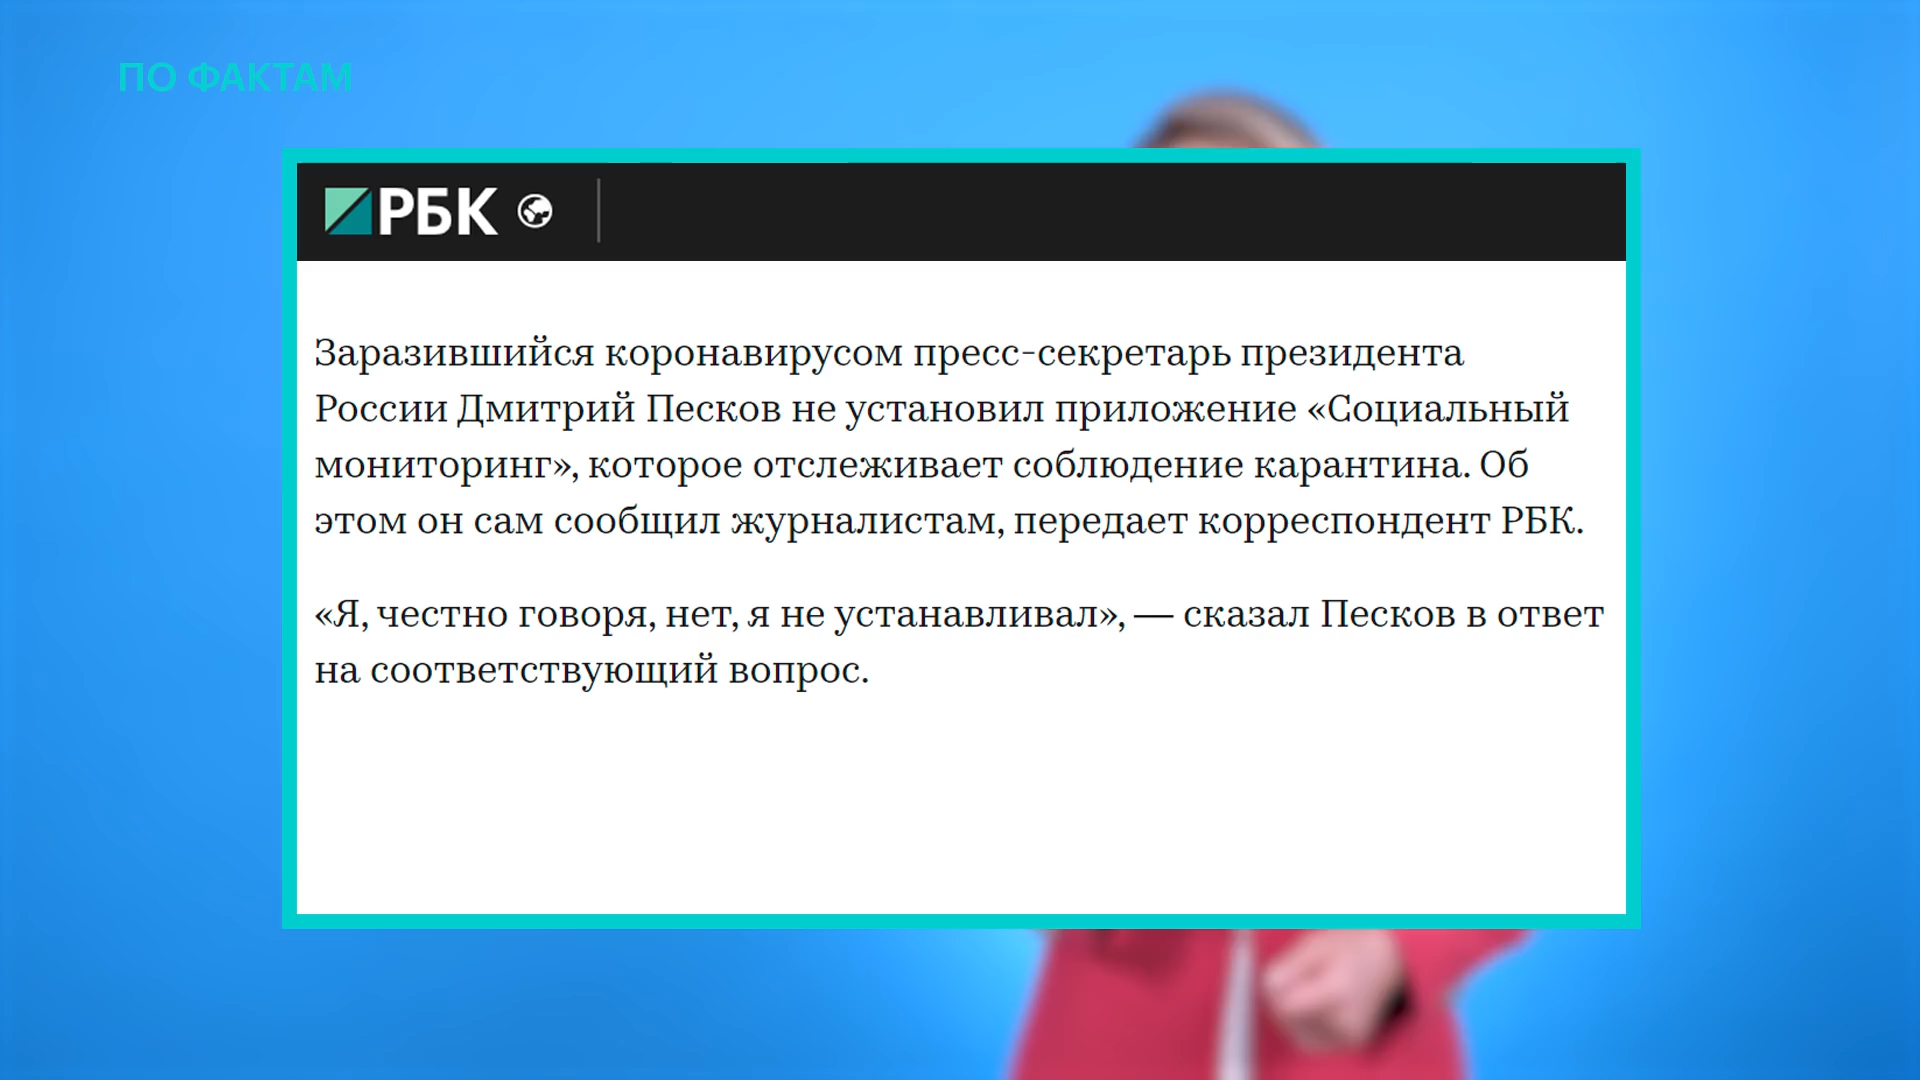 ПО ФАКТАМ
РБК
Заразившийся коронавирусом пресс-секретарь президента
России Дмитрий Песков не установил приложение «Социальный
мониторинг», которое отслеживает соблюдение карантина. Об
этом он сам сообщил журналистам, передает корреспондент РБК.
«Я, честно говоря, нет, я не устанавливал», — сказал Песков в ответ
на соответствующий вопрос.